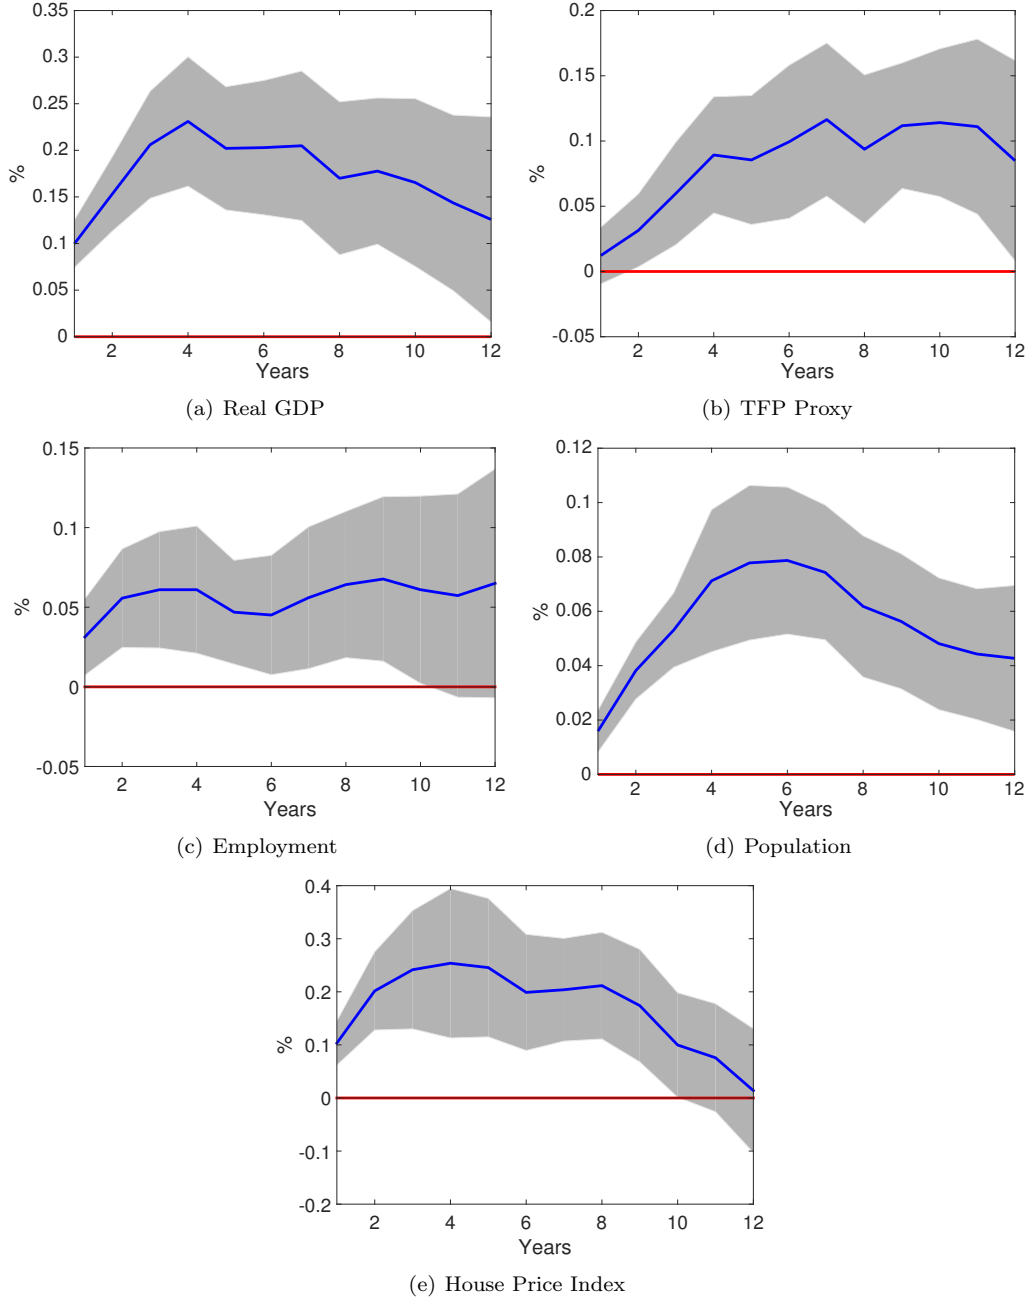 0.35
0.3
0.25
0.2
0.15
0.1
0.05
0
%
2 4 6 8 10 12
Years
(a) Real GDP
0.2
0.15
0.1
0.05
0
-0.05
%
2 4 6 8 10 12
Years
(b) TFP Proxy
0.15
0.1
0.05
0
-0.05
%
2 4 6 8 10 12
Years
(c) Employment
0.12
0.1
0.08
0.06
0.04
0.02
0
%
2 4 6 8 10 12
Years
(d) Population
0.4
0.3
0.2
0.1
0
-0.1
-0.2
%
2 4 6 8 10 12
Years
(e) House Price Index